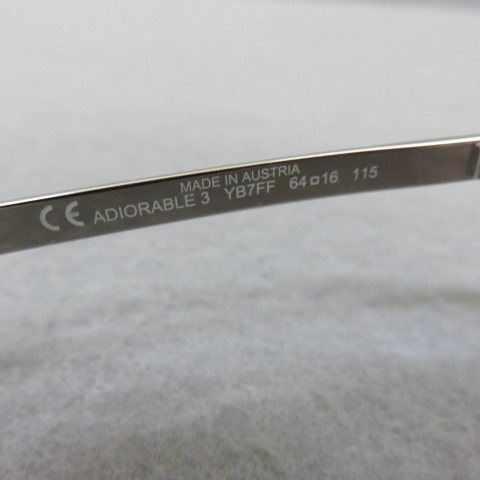 MADE IN AUSTRIA
CE ADIORABLE 3 YB7FF 64□16 115